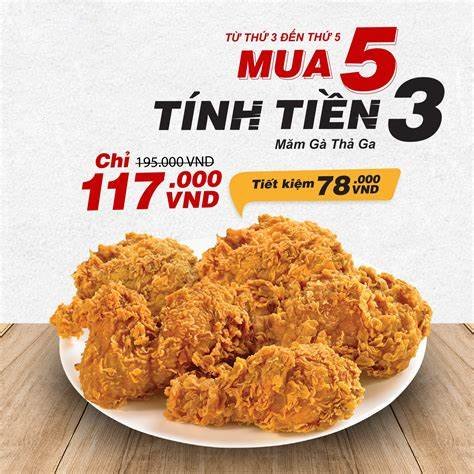 TỪ THỨ 3 ĐẾN THỨ 5
MUA 5
TÍNH TIỀN 3
Măm Gà Thả Ga
Chỉ 195.000 VND
117.000 VND
Tiết kiệm 78.000 VND